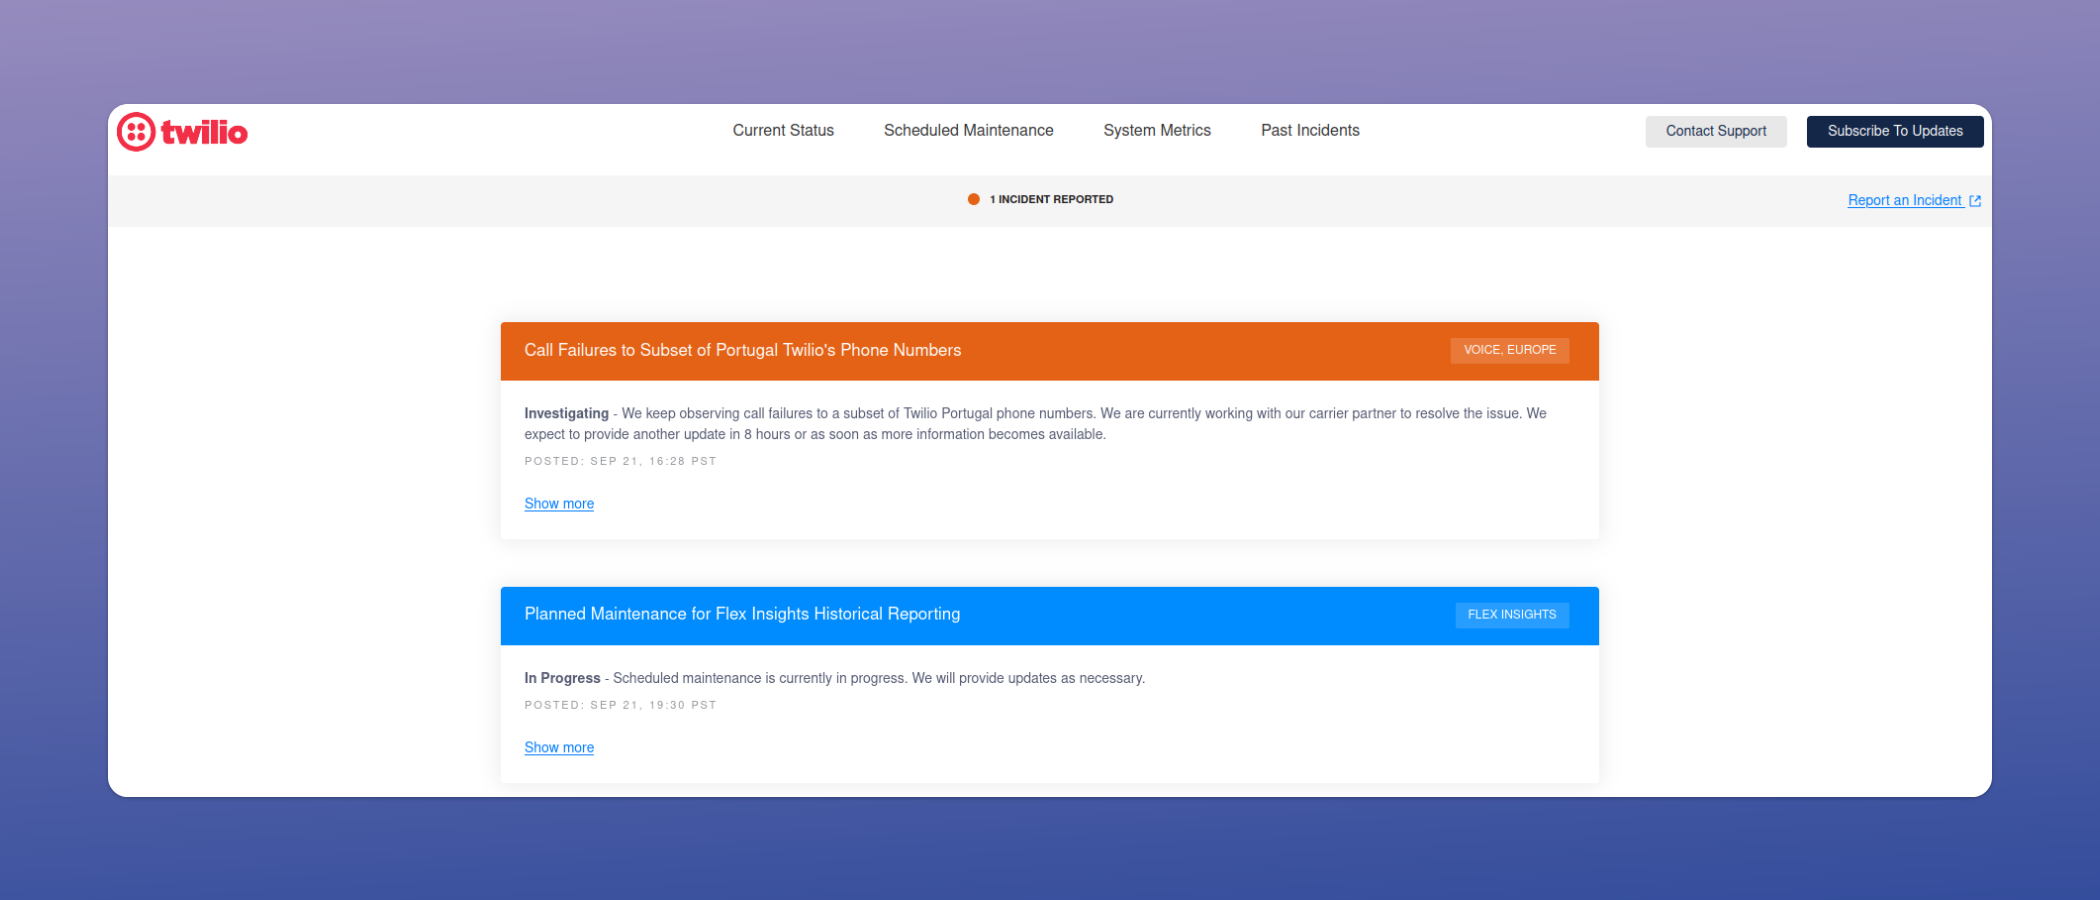 twilio
Current Status
Scheduled Maintenance
System Metrics
Past Incidents
Contact Support
Subscribe To Updates
1 INCIDENT REPORTED
Report an Incident
Call Failures to Subset of Portugal Twilio's Phone Numbers
VOICE, EUROPE
Investigating - We keep observing call failures to a subset of Twilio Portugal phone numbers. We are currently working with our carrier partner to resolve the issue. We
expect to provide another update in 8 hours or as soon as more information becomes available.
POSTED: SEP 21, 16:28 PST
Show more
Planned Maintenance for Flex Insights Historical Reporting
FLEX INSIGHTS
In Progress - Scheduled maintenance is currently in progress. We will provide updates as necessary.
POSTED: SEP 21, 19:30 PST
Show more